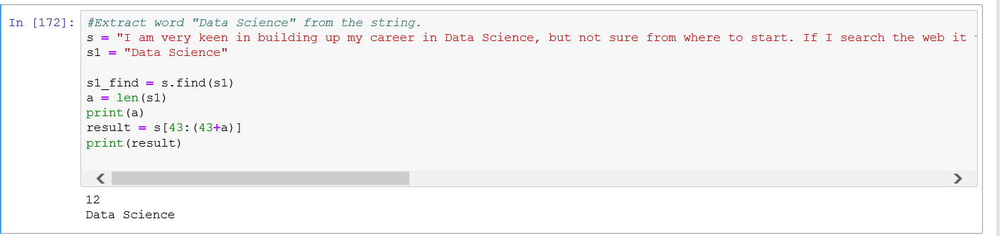 In [172]:
#Extract word "Data Science" from the string.
s = "I am very keen in building up my career in Data Science, but not sure from where to start. If I search the web it
s1 = "Data Science"
s1_find = s.find(s1)
a = len(s1)
print(a)
result = s[43:(43+a)]
print(result)
12
Data Science